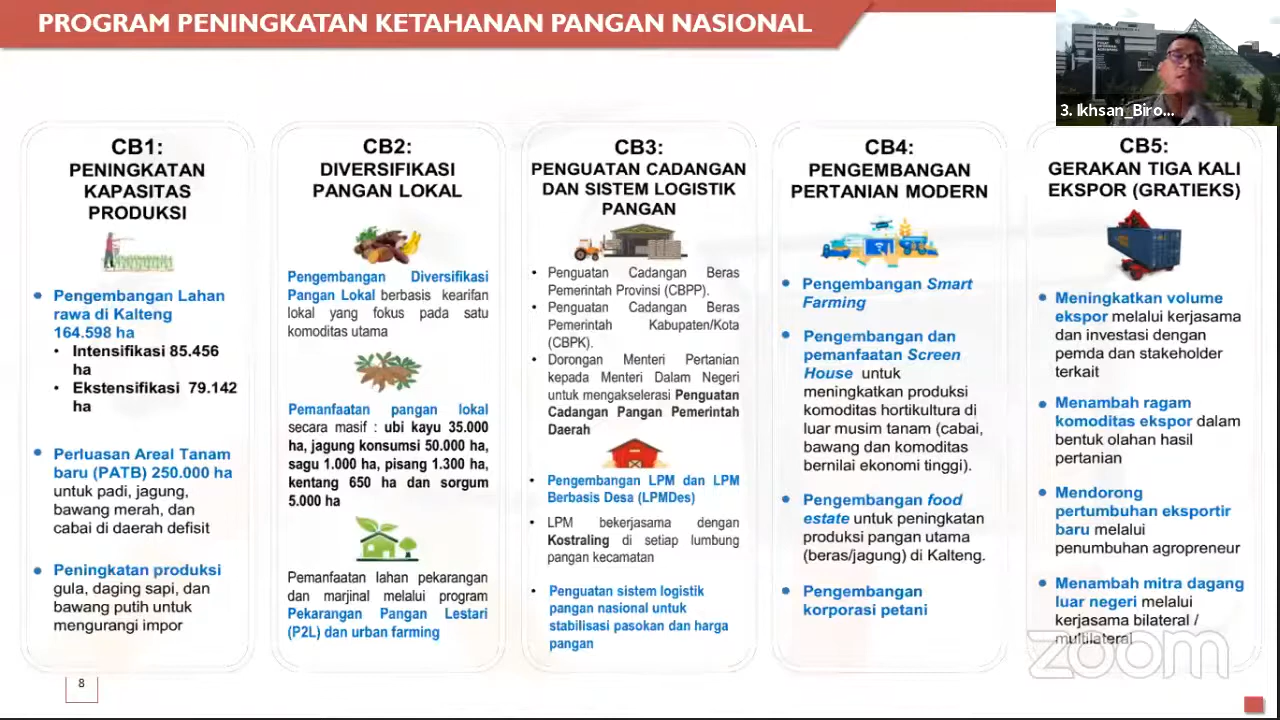 PROGRAM PENINGKATAN KETAHANAN PANGAN NASIONAL
3. Ikhsan_Biro...
CB1:
PENINGKATAN
KAPASITAS
PRODUKSI
• Pengembangan Lahan
rawa di Kalteng
164.598 ha
• Intensifikasi 85.456
ha
• Ekstensifikasi 79.142
ha
• Perluasan Areal Tanam
baru (PATB) 250.000 ha
untuk padi, jagung,
bawang merah, dan
cabai di daerah defisit
• Peningkatan produksi
gula, daging sapi, dan
bawang putih untuk
mengurangi impor
CB2:
DIVERSIFIKASI
PANGAN LOKAL
Pengembangan Diversifikasi
Pangan Lokal berbasis kearifan
lokal yang fokus pada satu
komoditas utama
Pemanfaatan pangan lokal
secara masif : ubi kayu 35.000
ha, jagung konsumsi 50.000 ha,
sagu 1.000 ha, pisang 1.300 ha,
kentang 650 ha dan sorgum
5.000 ha
Pemanfaatan lahan pekarangan
dan marjinal melalui program
Pekarangan Pangan Lestari
(P2L) dan urban farming
CB3:
PENGUATAN CADANGAN
DAN SISTEM LOGISTIK
PANGAN
• Penguatan Cadangan Beras
Pemerintah Provinsi (CBPP).
• Penguatan Cadangan Beras
Pemerintah Kabupaten/Kota
(CBPK).
• Dorongan Menteri Pertanian
kepada Menteri Dalam Negeri
untuk mengakselerasi Penguatan
Cadangan Pangan Pemerintah
Daerah
• Pengembangan LPM dan LPM
Berbasis Desa (LPMDes)
• LPM bekerjasama dengan
Kostraling di setiap lumbung
pangan kecamatan
• Penguatan sistem logistik
pangan nasional untuk
stabilisasi pasokan dan harga
pangan
CB4:
PENGEMBANGAN
PERTANIAN MODERN
• Pengembangan Smart
Farming
• Pengembangan dan
pemanfaatan Screen
House untuk
meningkatkan produksi
komoditas hortikultura di
luar musim tanam (cabai,
bawang dan komoditas
bernilai ekonomi tinggi).
• Pengembangan food
estate untuk peningkatan
produksi pangan utama
(beras/jagung) di Kalteng.
• Pengembangan
korporasi petani
CB5:
GERAKAN TIGA KALI
EKSPOR (GRATIEKS)
• Meningkatkan volume
ekspor melalui kerjasama
dan investasi dengan
pemda dan stakeholder
terkait
• Menambah ragam
komoditas ekspor dalam
bentuk olahan hasil
pertanian
• Mendorong
pertumbuhan eksportir
baru melalui
penumbuhan agropreneur
• Menambah mitra dagang
luar negeri melalui
kerjasama bilateral /
multilateral
zoom
8